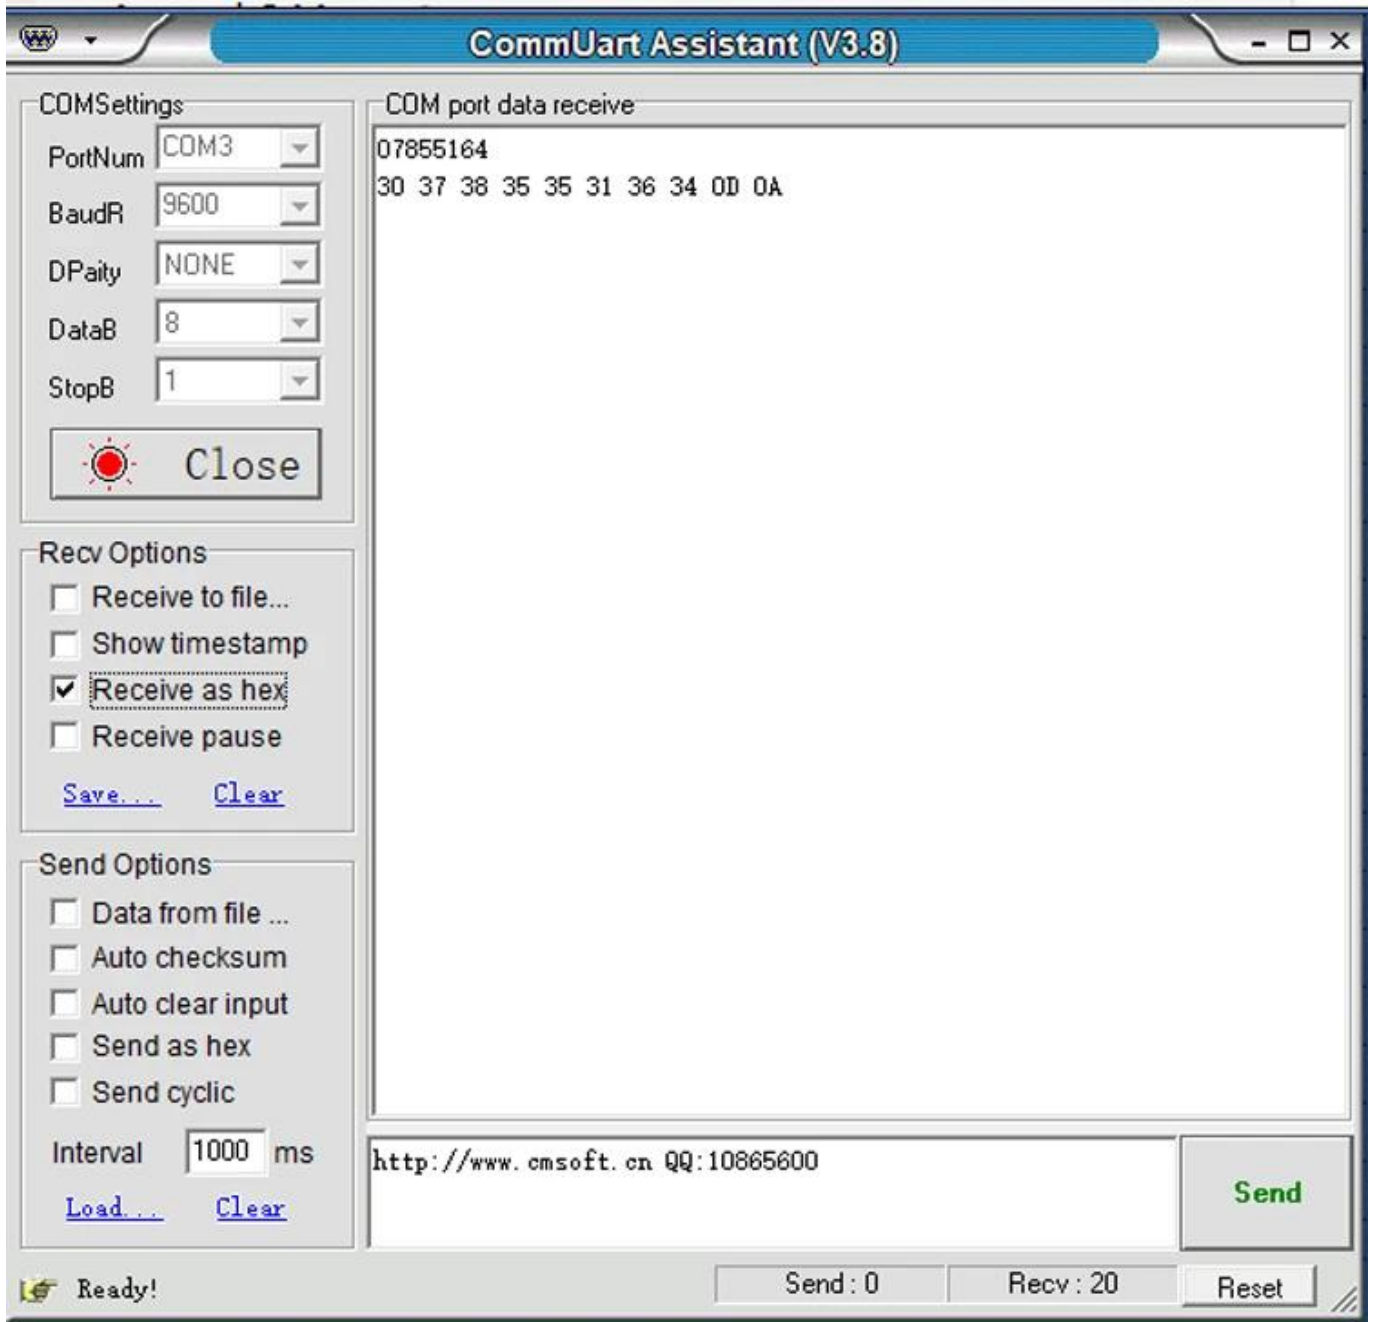 CommUart Assistant (V3.8)
COMSettings
PortNum COM3
BaudR 9600
DPaity NONE
DataB 8
StopB 1
Close
Recv Options
Receive to file...
Show timestamp
Receive as hex
Receive pause
Save... Clear
Send Options
Data from file ...
Auto checksum
Auto clear input
Send as hex
Send cyclic
Interval 1000 ms
Load... Clear
COM port data receive
07855164
30 37 38 35 35 31 36 34 0D 0A
http://www.cmsoft.cn QQ:10865600
Send
Ready!
Send : 0
Recv : 20
Reset